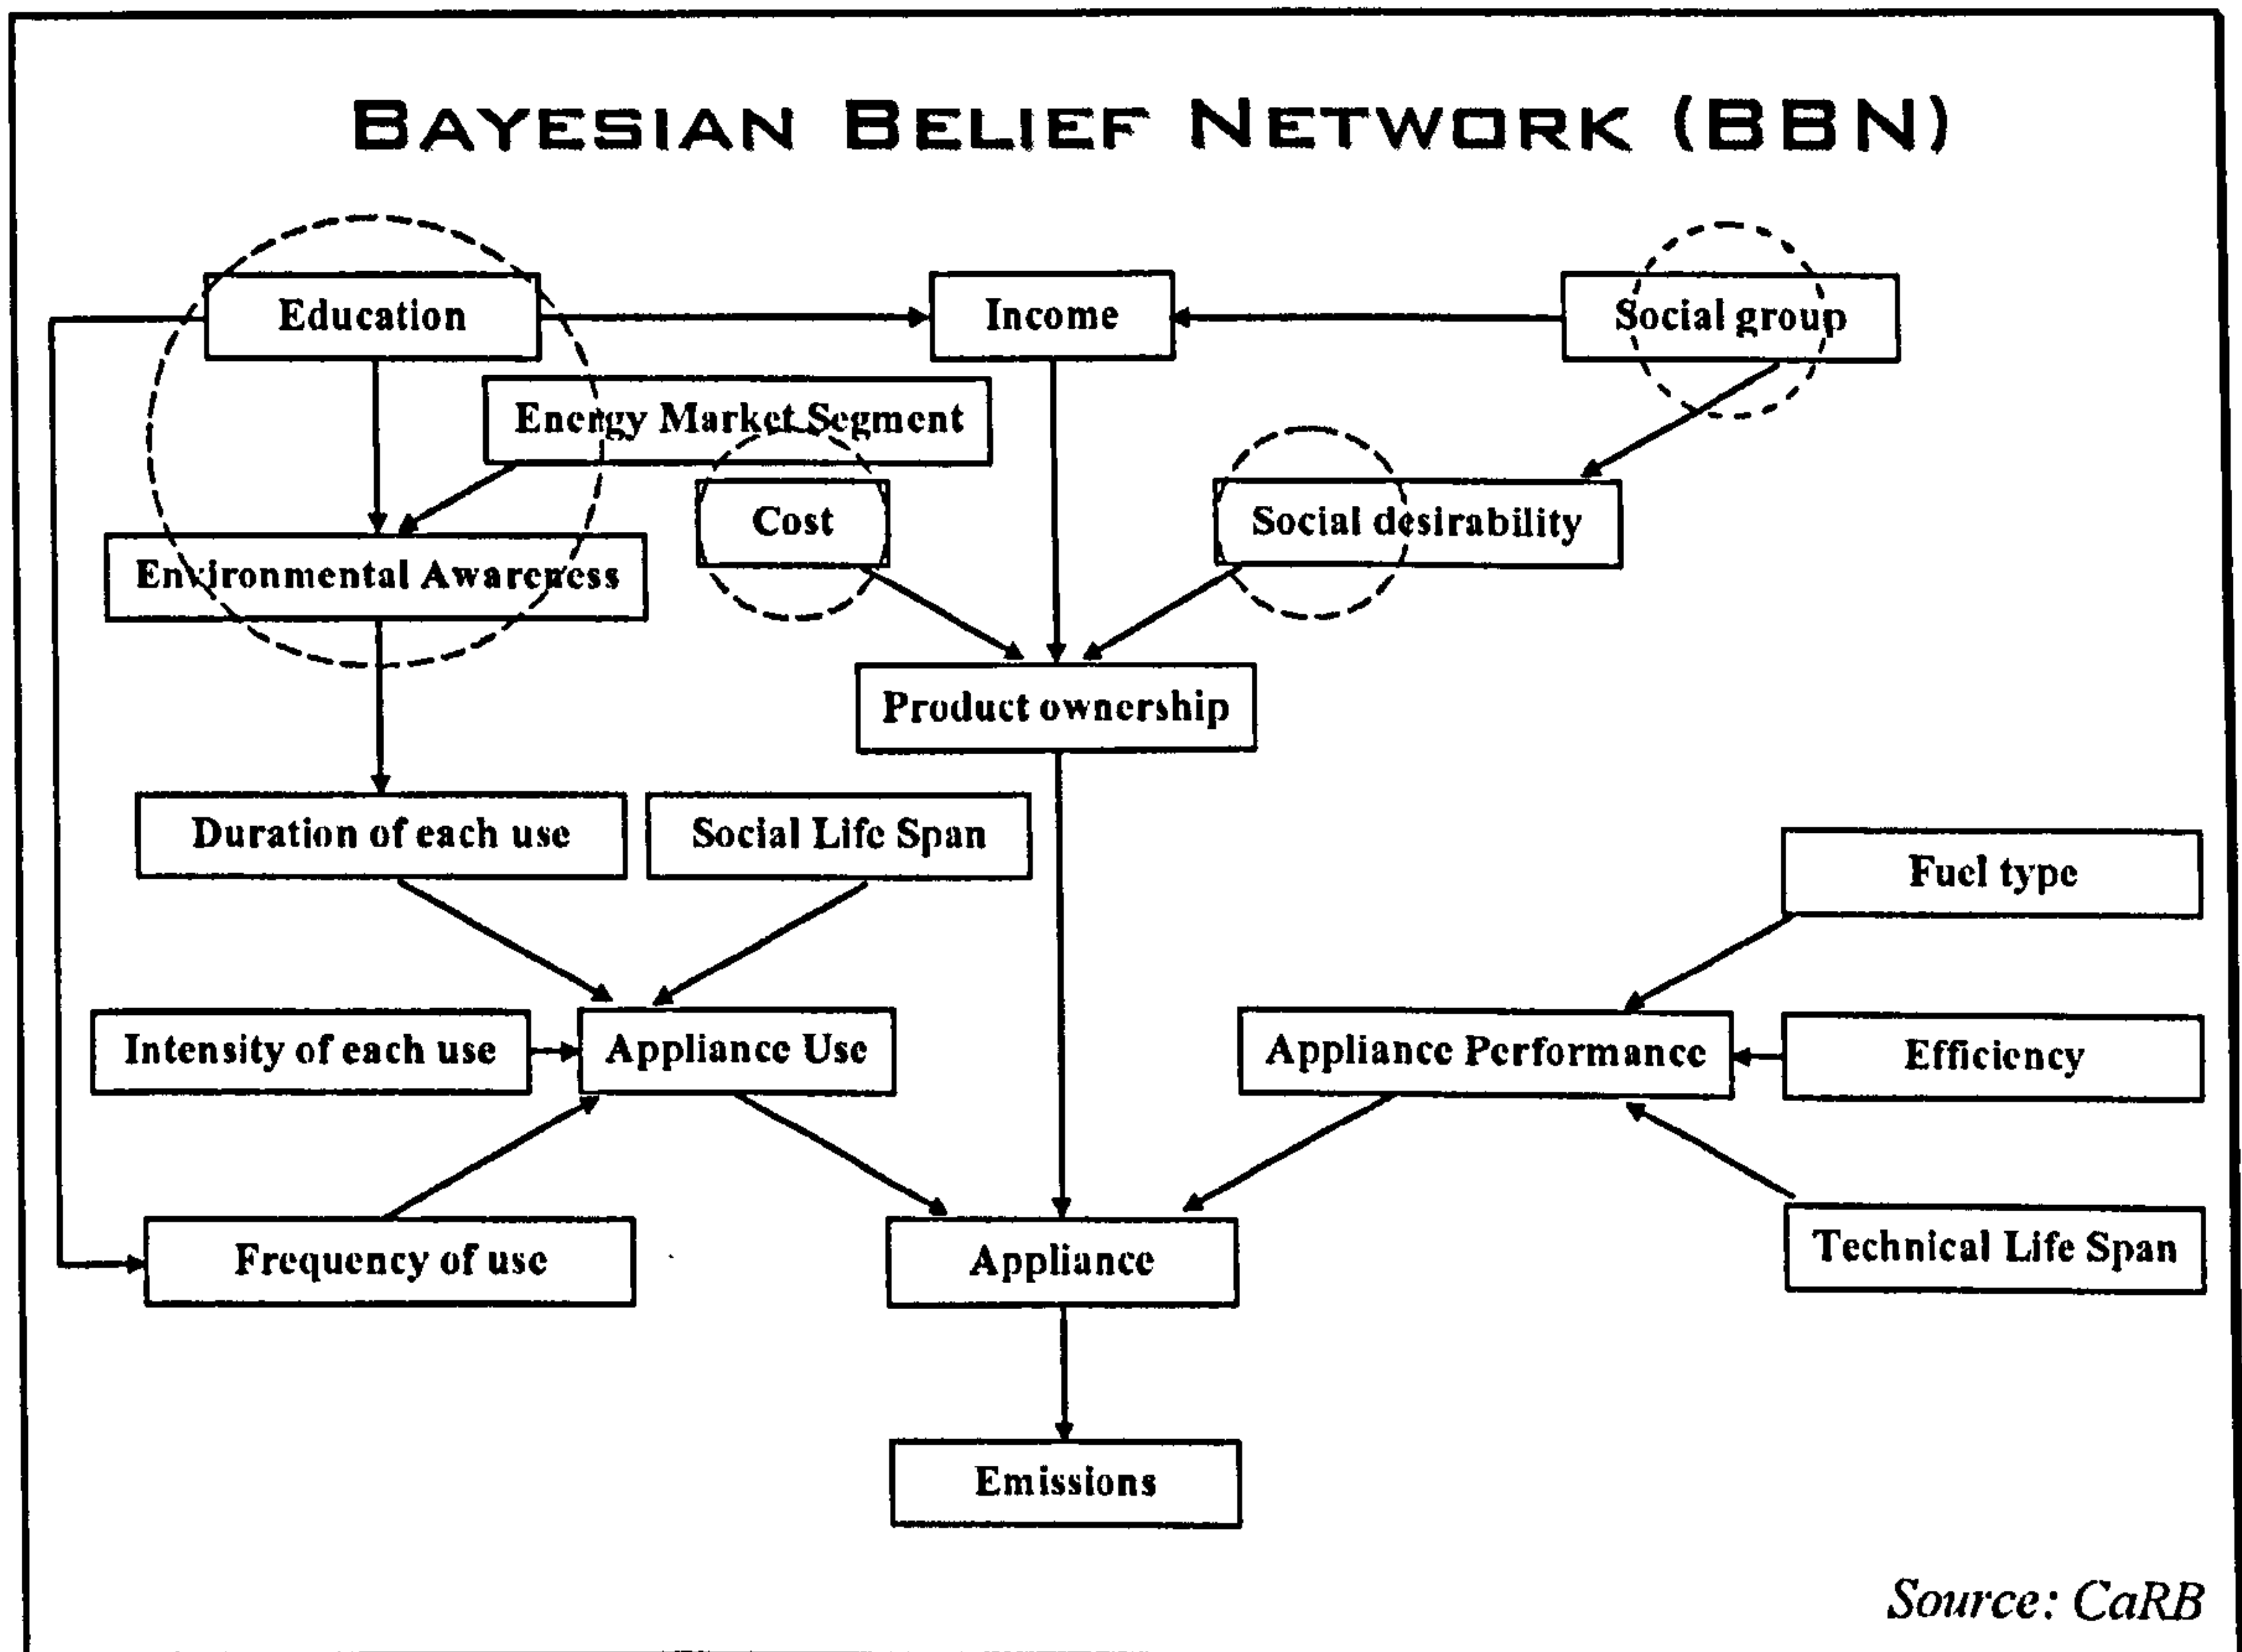 BAYESIAN BELIEF NETWORK (BBN)
Education
Income
Social group
Energy Market Segment
Cost
Social desirability
Environmental Awareness
Product ownership
Duration of each use
Social Life Span
Fuel type
Intensity of each use
Appliance Use
Appliance Performance
Efficiency
Frequency of use
Appliance
Technical Life Span
Emissions
Source: CaRB